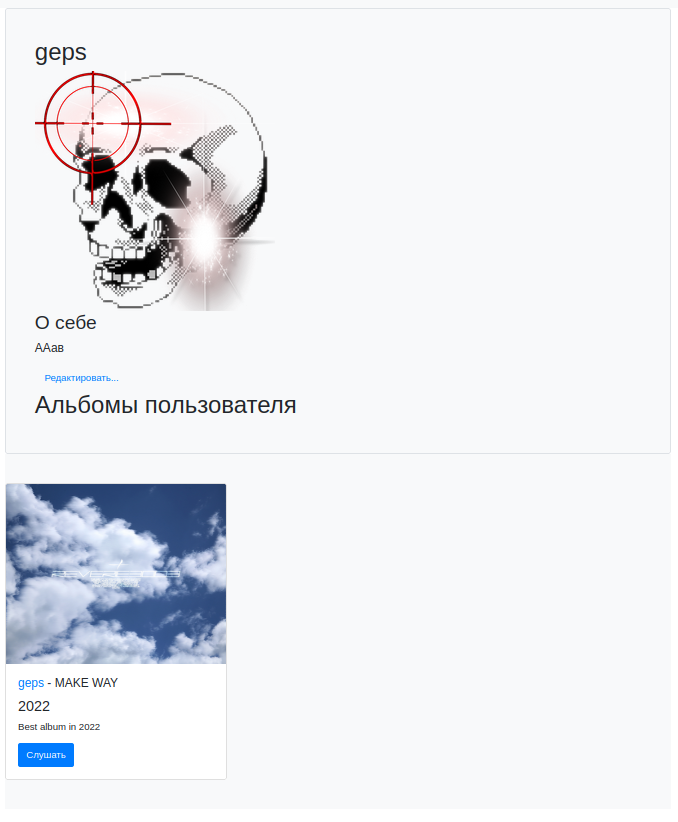 geps
О себе
ААав
Редактировать...
Альбомы пользователя
geps - MAKE WAY
2022
Best album in 2022
Слушать